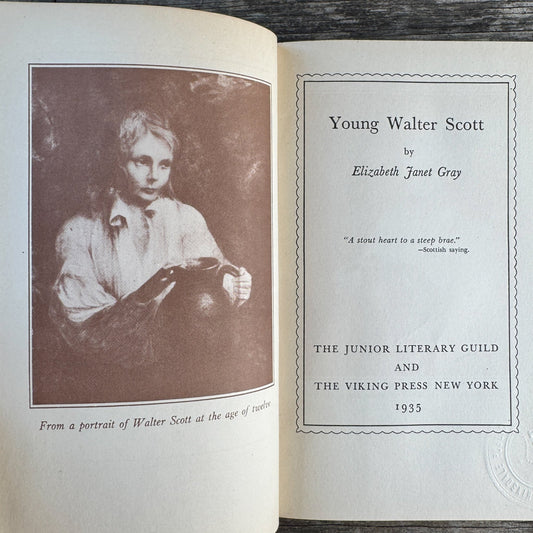 From a portrait of Walter Scott at the age of twelve
Young Walter Scott
by
Elizabeth Janet Gray
"A stout heart to a steep brae."
—Scottish saying.
THE JUNIOR LITERARY GUILD
AND
THE VIKING PRESS NEW YORK
1935